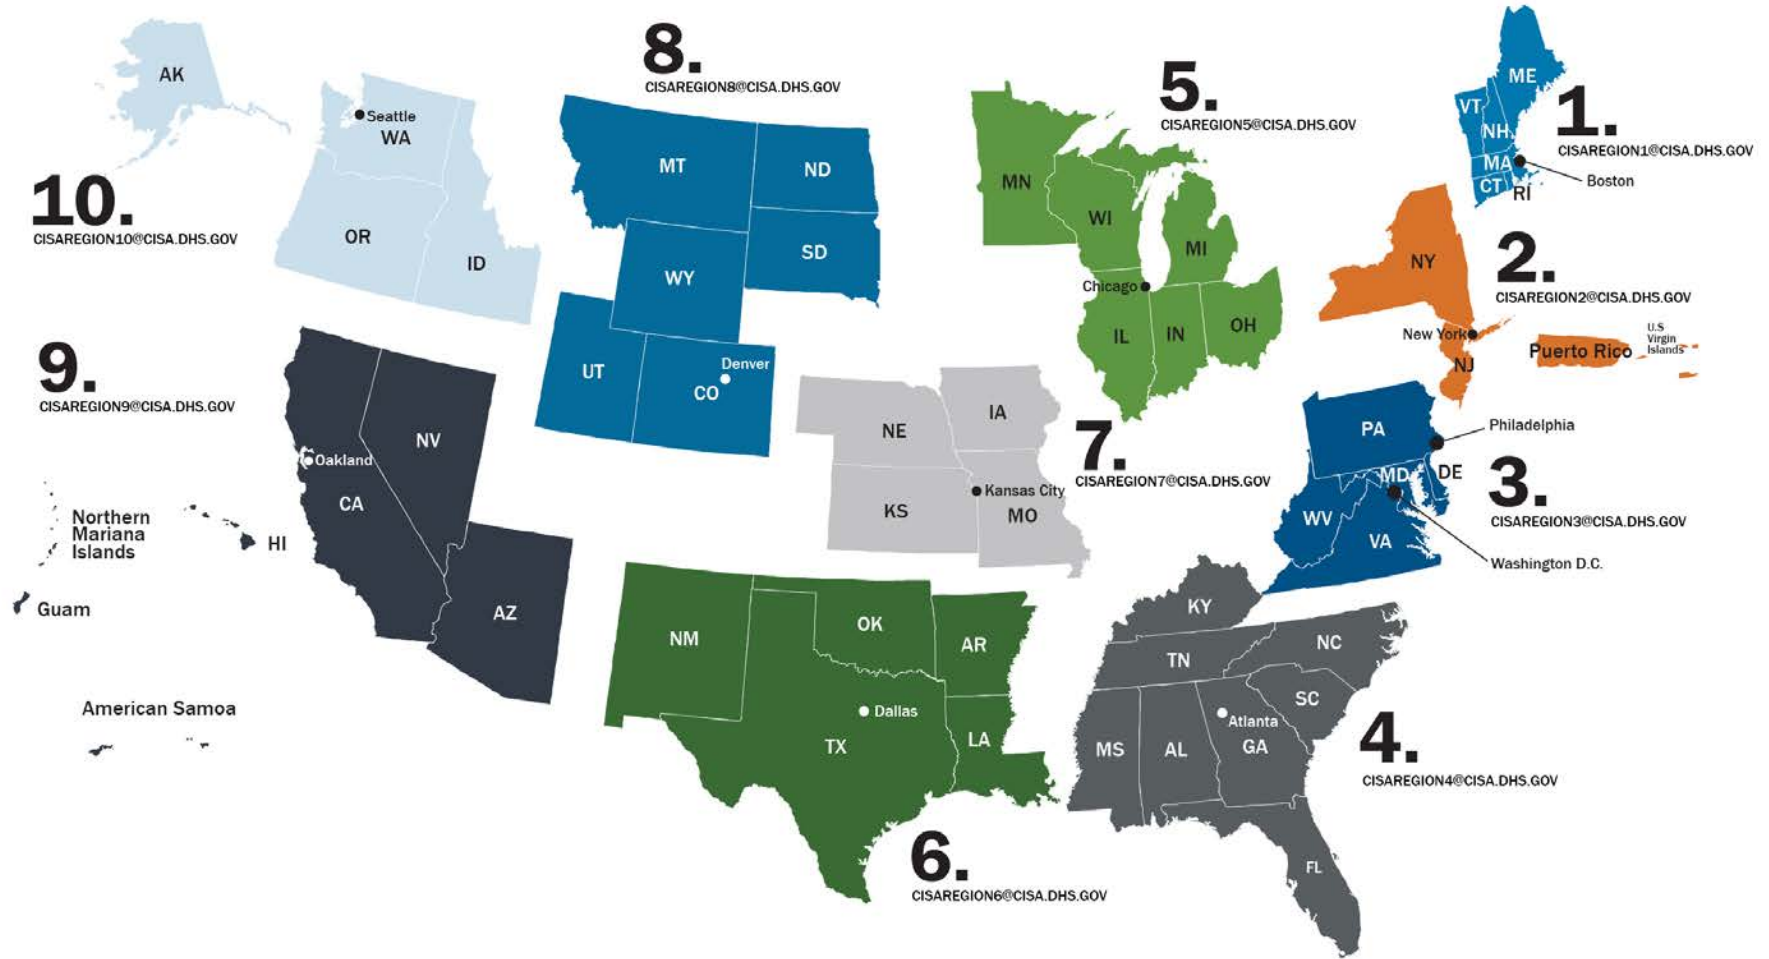 AK
Seattle
WA
10.
CISAREGION10@CISA.DHS.GOV
OR
ID
8.
CISAREGION8@CISA.DHS.GOV
MT
ND
SD
WY
UT
Denver
CO
5.
CISAREGION5@CISA.DHS.GOV
MN
WI
MI
Chicago
IL
IN
OH
ME
VT
NH
MA
CT
RI
1.
CISAREGION1@CISA.DHS.GOV
Boston
NY
2.
CISAREGION2@CISA.DHS.GOV
New York
NJ
Puerto Rico
U.S
Virgin
Islands
9.
CISAREGION9@CISA.DHS.GOV
NV
Oakland
CA
AZ
Northern
Mariana
Islands
HI
Guam
American Samoa
NE
IA
KS
Kansas City
MO
7.
CISAREGION7@CISA.DHS.GOV
PA
Philadelphia
MD
DE
3.
CISAREGION3@CISA.DHS.GOV
WV
VA
Washington D.C.
NM
OK
AR
Dallas
TX
LA
6.
CISAREGION6@CISA.DHS.GOV
KY
TN
NC
SC
Atlanta
MS
AL
GA
FL
4.
CISAREGION4@CISA.DHS.GOV